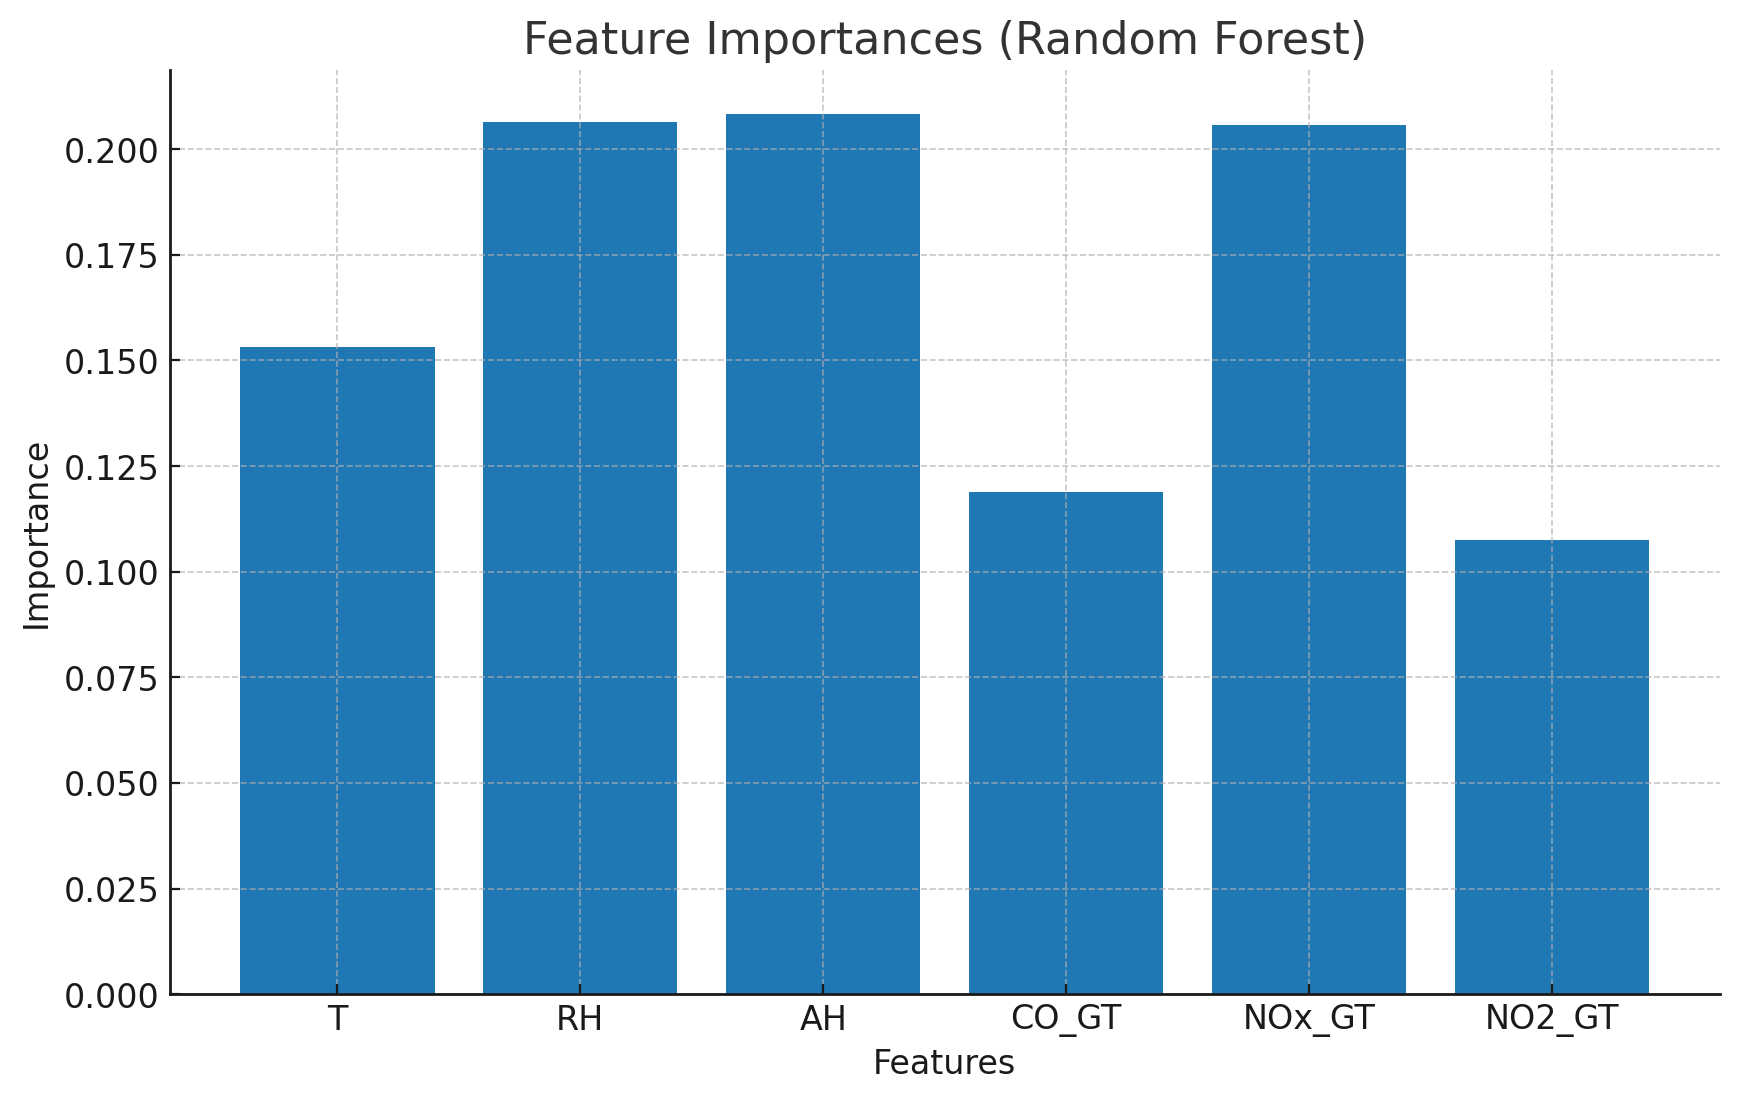 Feature Importances (Random Forest)
Importance
0.200
0.175
0.150
0.125
0.100
0.075
0.050
0.025
0.000
T RH AH CO_GT NOx_GT NO2_GT
Features